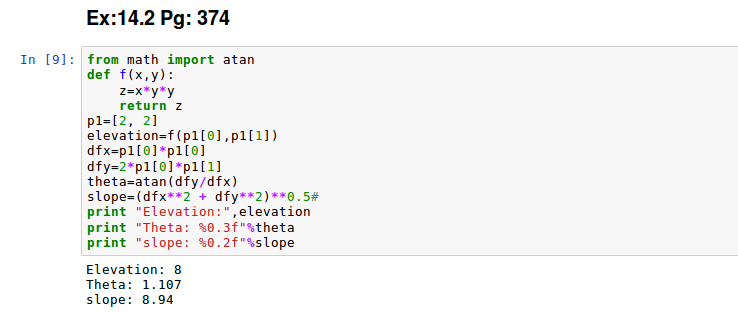 Ex:14.2 Pg: 374
In [9]: from math import atan
def f(x,y):
    z=x*y*y
    return z
p1=[2, 2]
elevation=f(p1[0],p1[1])
dfx=p1[0]*p1[0]
dfy=2*p1[0]*p1[1]
theta=atan(dfy/dfx)
slope=(dfx**2 + dfy**2)**0.5#
print "Elevation:",elevation
print "Theta: %0.3f"%theta
print "slope: %0.2f"%slope
Elevation: 8
Theta: 1.107
slope: 8.94